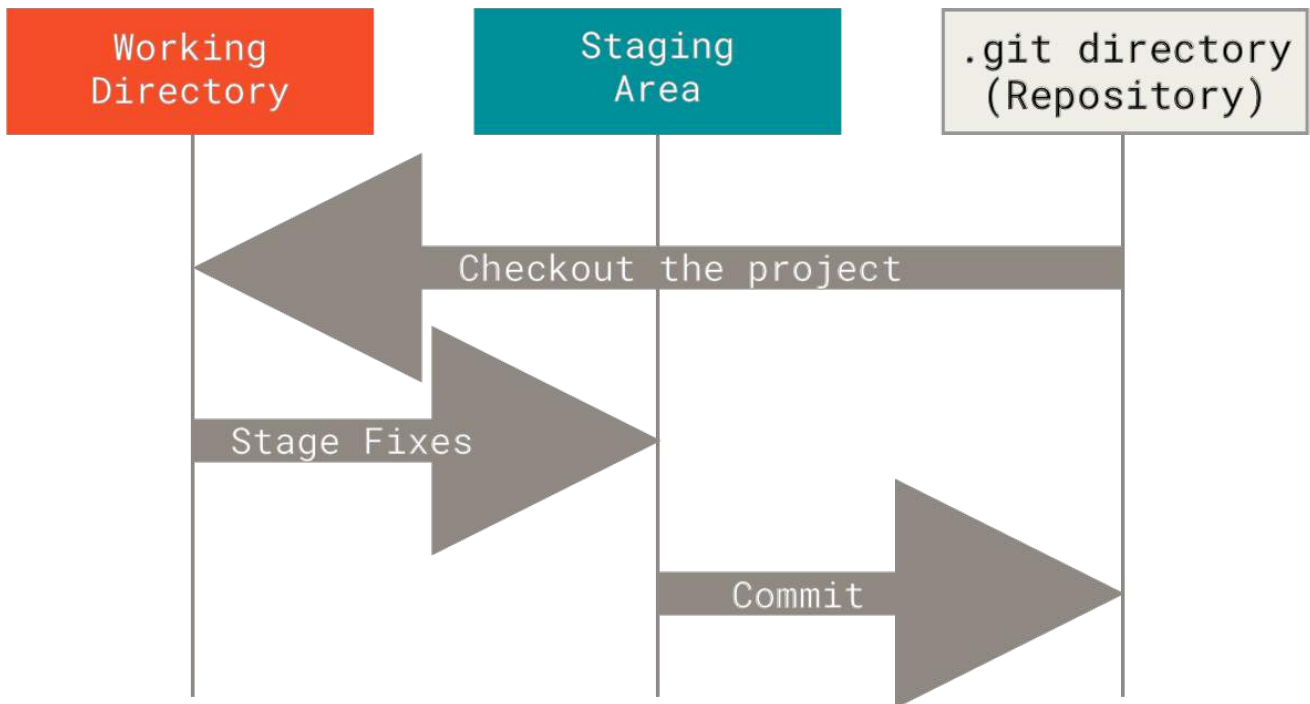 Working
Directory
Staging
Area
.git directory
(Repository)
Checkout the project
Stage Fixes
Commit